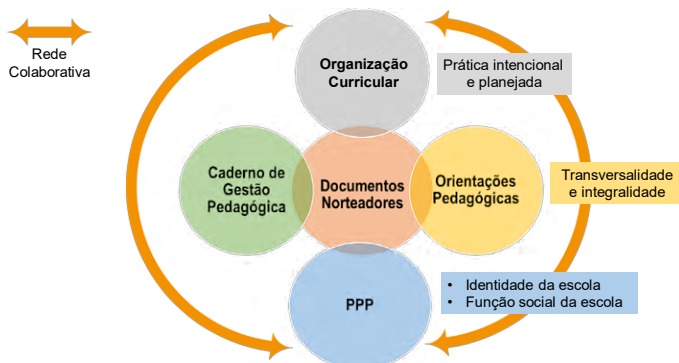 Rede
Colaborativa
Organização
Curricular
Prática intencional
e planejada
Caderno de
Gestão
Pedagógica
Documentos
Norteadores
Orientações
Pedagógicas
Transversalidade
e integralidade
PPP
• Identidade da escola
• Função social da escola